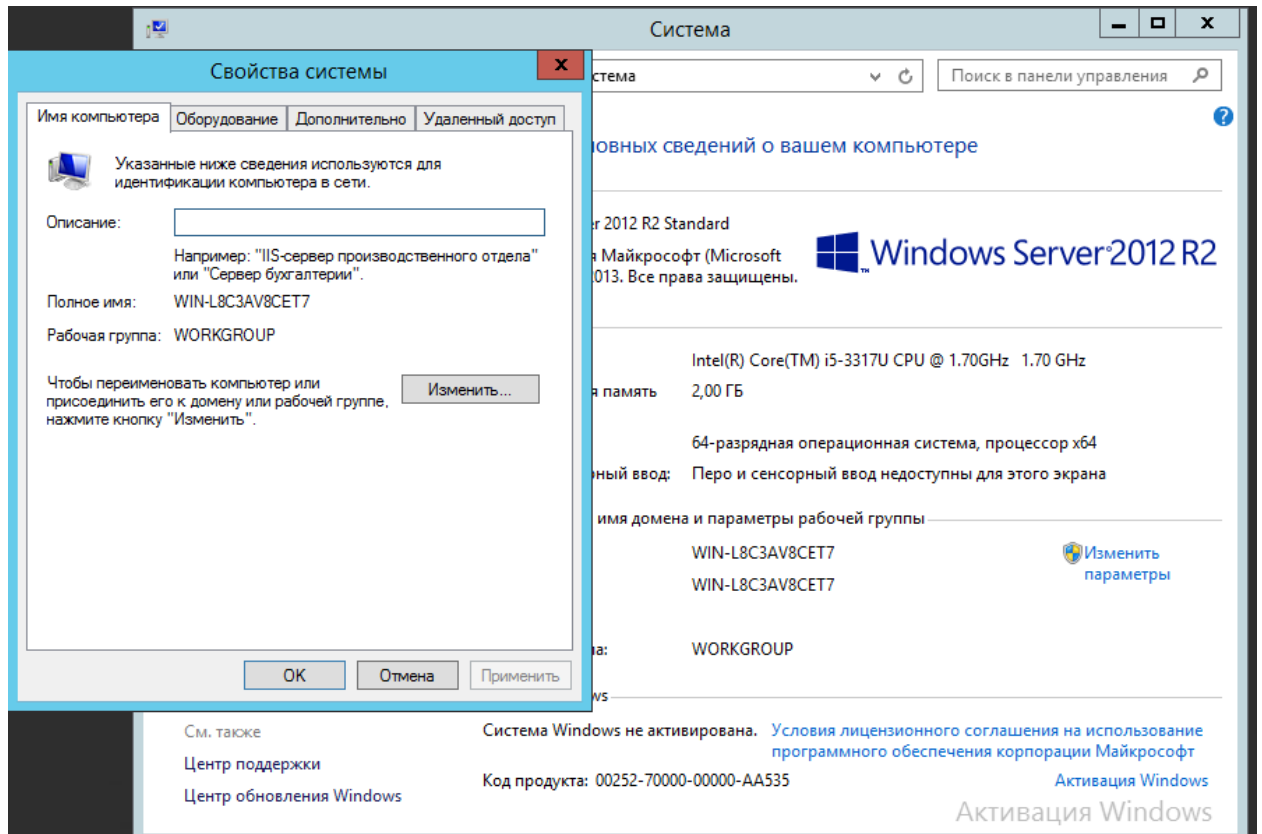 Система
Свойства системы
стема
Поиск в панели управления
Имя компьютера
Оборудование
Дополнительно
Удаленный доступ
Указанные ниже сведения используются для
идентификации компьютера в сети.
Описание:
Например: "IIS-сервер производственного отдела"
или "Сервер бухгалтерии".
Полное имя: WIN-L8C3AV8CET7
Рабочая группа: WORKGROUP
Чтобы переименовать компьютер или
присоединить его к домену или рабочей группе,
нажмите кнопку "Изменить".
Изменить...
OK
Отмена
Применить
овных сведений о вашем компьютере
r 2012 R2 Standard
я Майкрософт (Microsoft
013. Все права защищены.
Windows Server 2012 R2
Intel(R) Core(TM) i5-3317U CPU @ 1.70GHz 1.70 GHz
я память 2,00 ГБ
64-разрядная операционная система, процессор x64
ный ввод: Перо и сенсорный ввод недоступны для этого экрана
имя домена и параметры рабочей группы
WIN-L8C3AV8CET7
Изменить
параметры
WIN-L8C3AV8CET7
па: WORKGROUP
ws
См. также
Центр поддержки
Центр обновления Windows
Система Windows не активирована. Условия лицензионного соглашения на использование
программного обеспечения корпорации Майкрософт
Код продукта: 00252-70000-00000-AA535
Активация Windows
Активация Windows